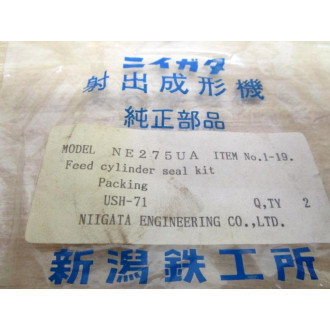 ニイガタ
射出成形機
純正部品
MODEL NE275UA ITEM No.1-19.
Feed cylinder seal kit
Packing
USH-71 Q,TY 2
NIIGATA ENGINEERING CO.,LTD.
新潟鉄工所